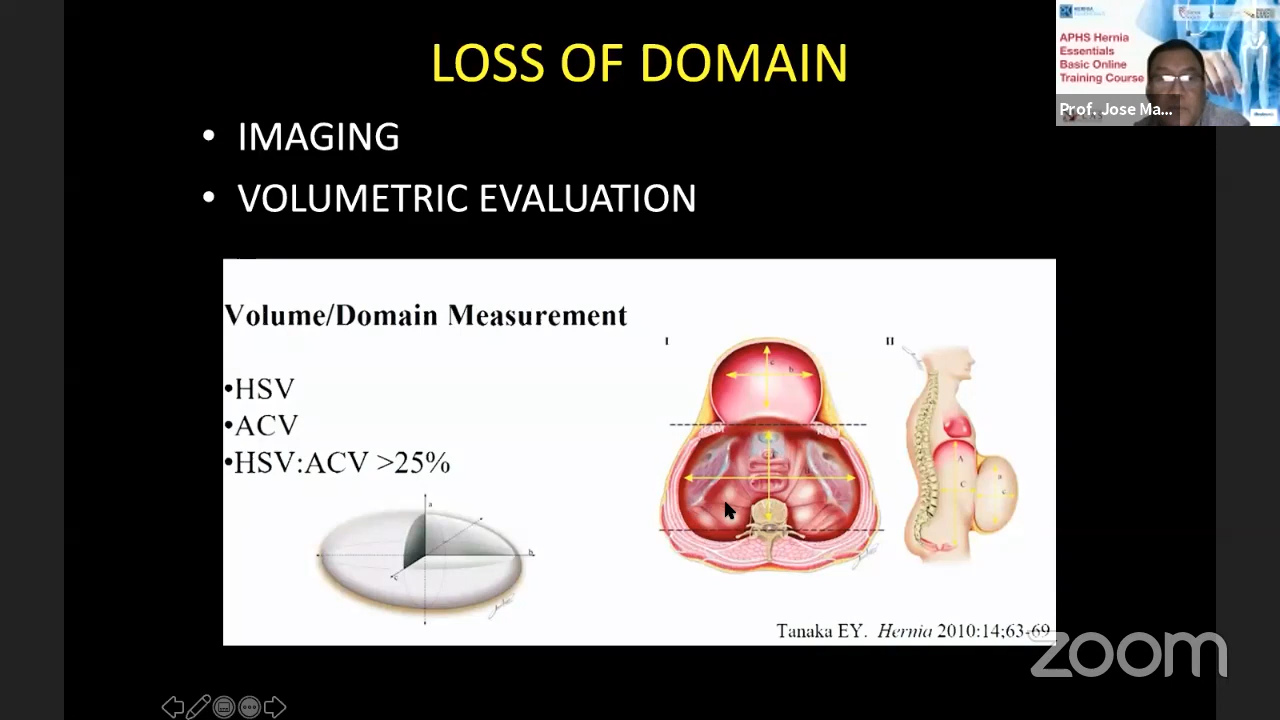 LOSS OF DOMAIN
• IMAGING
• VOLUMETRIC EVALUATION
Volume/Domain Measurement
•HSV
•ACV
•HSV:ACV >25%
a
b
c
I
c
b
II
A
C
a
c
Tanaka EY. Hernia 2010:14;63-69
APHS Hernia
Essentials
Basic Online
Training Course
Prof. Jose Ma...
zoom